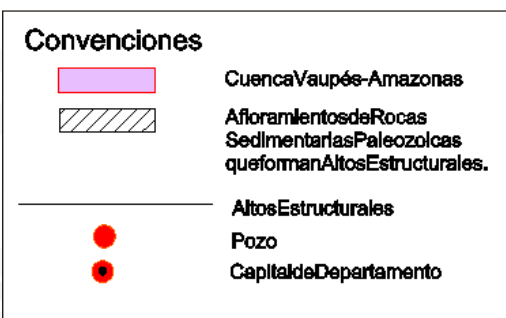 Convenciones
CuencaVaupés-Amazonas
AfloramientosdeRocas
SedimentariasPaleozoicas
queformanAltosEstructurales.
AltosEstructurales
Pozo
CapitaldeDepartamento